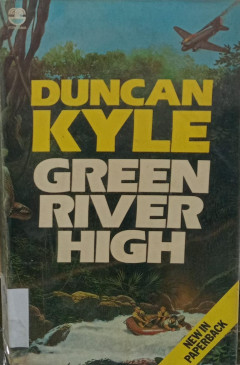 DUNCAN
KYLE
GREEN
RIVER
HIGH
NEW IN
PAPERBACK